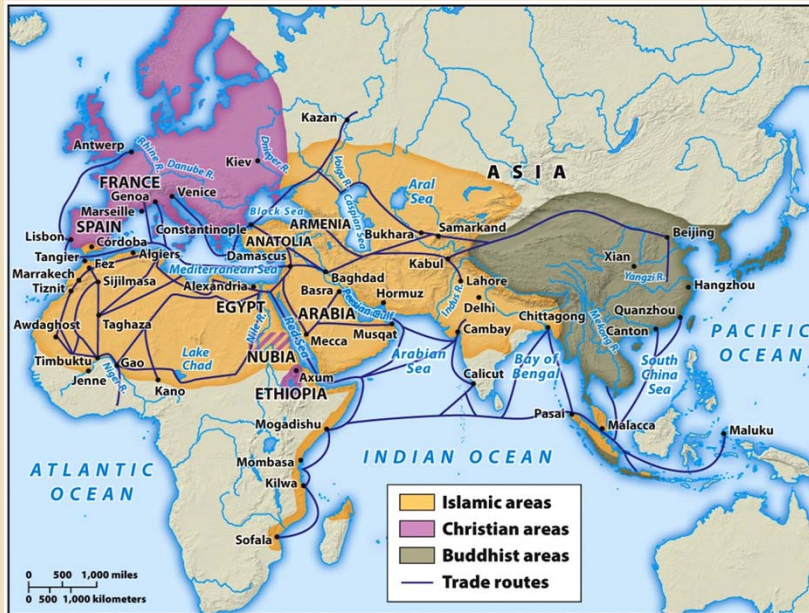 Kazan
Antwerp
Rhine R.
Dnieper R.
Danube R.
Kiev
Volga R.
ASIA
FRANCE
Genoa
Venice
Aral
Sea
Marseille
Black Sea
Caspian Sea
SPAIN
Constantinople
ARMENIA
Bukhara
Samarkand
Beijing
Lisbon
Córdoba
ANATOLIA
Tangier
Fez
Algiers
Damascus
Kabul
Xian
Marrakech
Mediterranean Sea
Baghdad
Lahore
Yangzi R.
Tiznit
Sijilmasa
Alexandria
Basra
Hormuz
Indus R.
Delhi
Hangzhou
EGYPT
Persian Gulf
Quanzhou
Awdaghost
Taghaza
Nile R.
Red Sea
ARABIA
Musqat
Cambay
Chittagong
Mekong R.
Canton
PACIFIC
OCEAN
Mecca
Timbuktu
Gao
Lake
Chad
NUBIA
Arabian
Sea
Bay of
Bengal
South
China
Sea
Jenne
Niger R.
Kano
Axum
Calicut
ETHIOPIA
Pasai
Mogadishu
Malacca
Maluku
ATLANTIC
OCEAN
Mombasa
INDIAN OCEAN
Kilwa
Sofala
Islamic areas
Christian areas
Buddhist areas
Trade routes
0 500 1,000 miles
0 500 1,000 kilometers